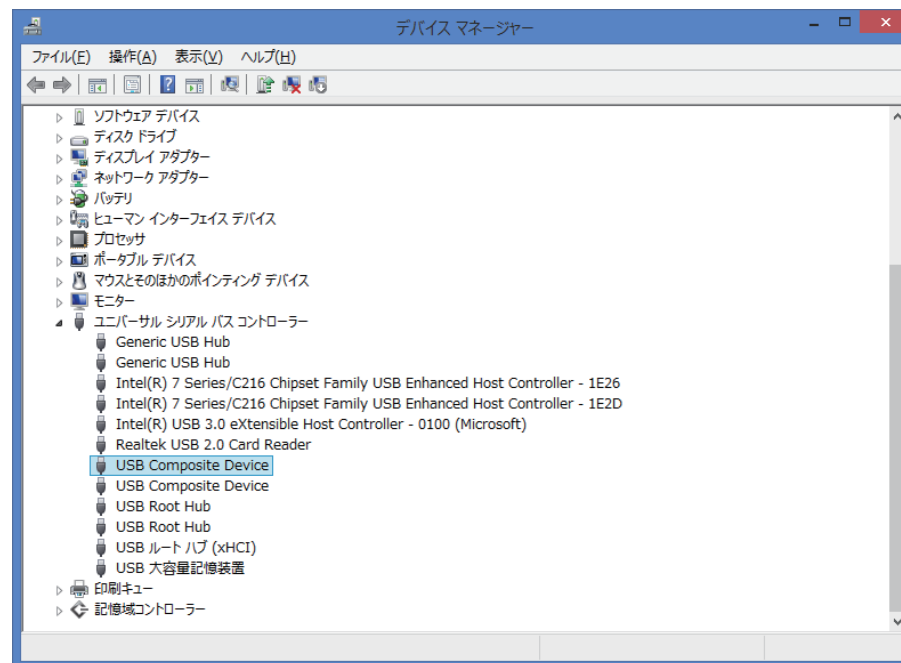 デバイス マネージャー
ファイル(F) 操作(A) 表示(V) ヘルプ(H)
ソフトウェア デバイス
ディスク ドライブ
ディスプレイ アダプター
ネットワーク アダプター
バッテリ
ヒューマン インターフェイス デバイス
プロセッサ
ポータブル デバイス
マウスとそのほかのポインティング デバイス
モニター
ユニバーサル シリアル バス コントローラー
Generic USB Hub
Generic USB Hub
Intel(R) 7 Series/C216 Chipset Family USB Enhanced Host Controller - 1E26
Intel(R) 7 Series/C216 Chipset Family USB Enhanced Host Controller - 1E2D
Intel(R) USB 3.0 eXtensible Host Controller - 0100 (Microsoft)
Realtek USB 2.0 Card Reader
USB Composite Device
USB Composite Device
USB Root Hub
USB Root Hub
USB ルート ハブ (xHCI)
USB 大容量記憶装置
印刷キュー
記憶域コントローラー